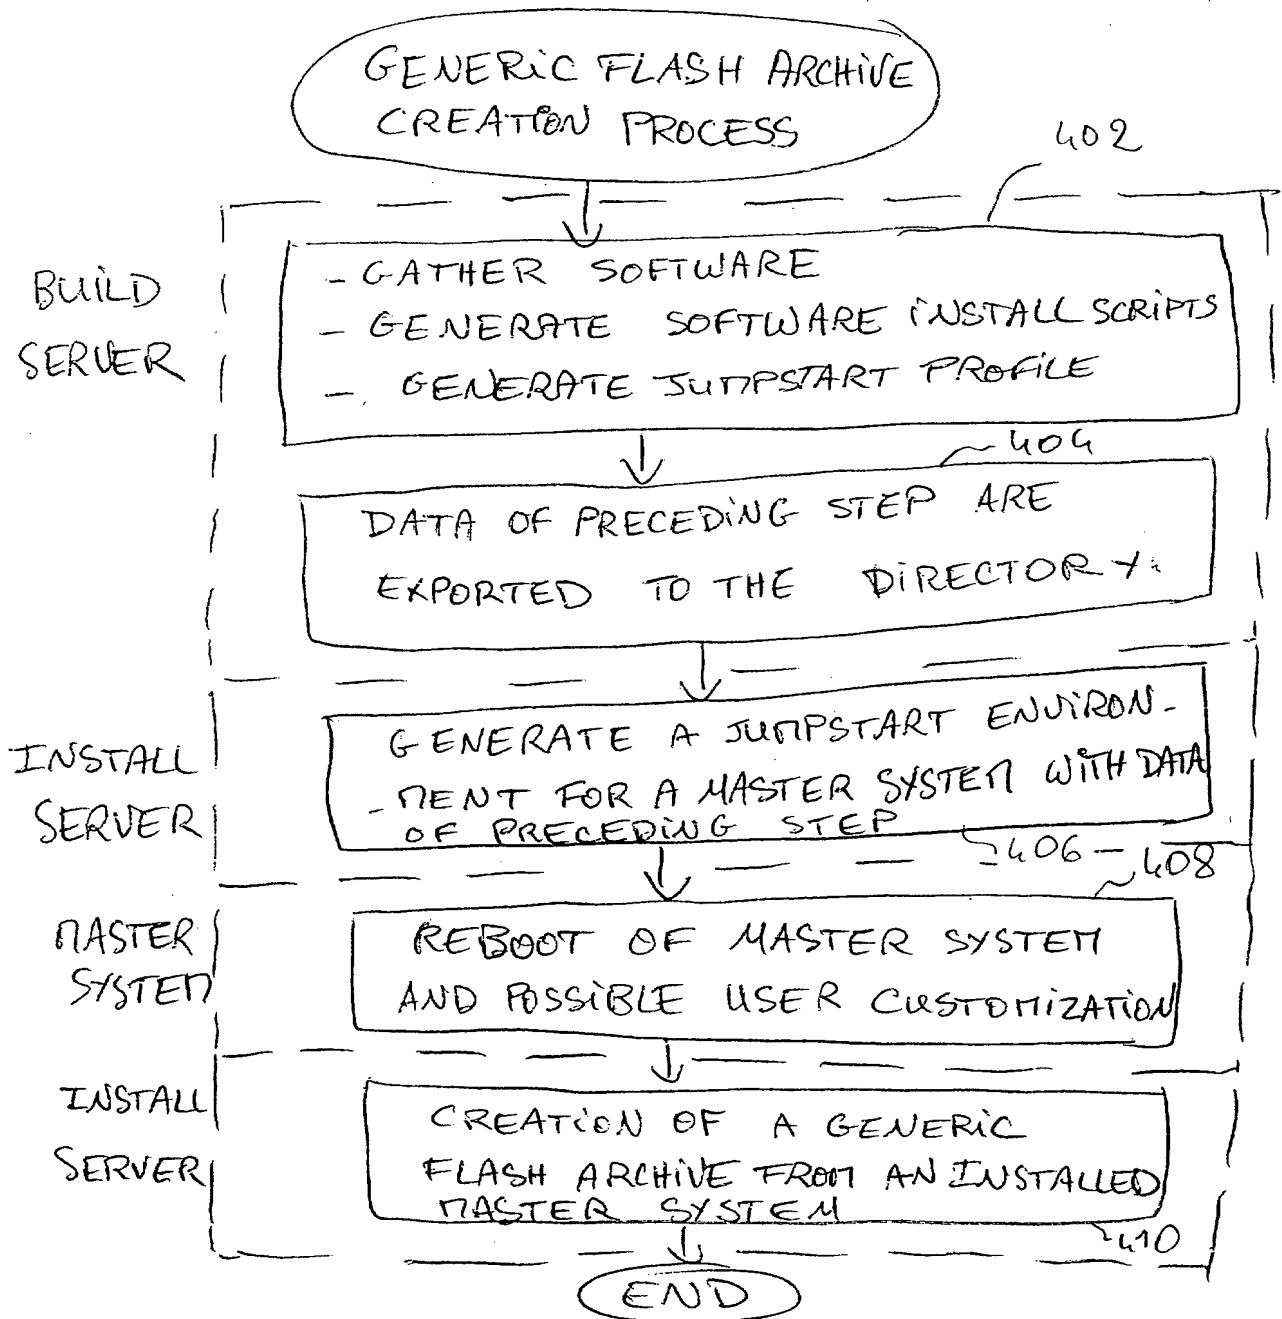 GENERIC FLASH ARCHIVE
CREATION PROCESS
402
BUILD
SERVER
- GATHER SOFTWARE
- GENERATE SOFTWARE INSTALL SCRIPTS
- GENERATE JUMPSTART PROFILE
404
DATA OF PRECEDING STEP ARE
EXPORTED TO THE DIRECTORY.
INSTALL
SERVER
GENERATE A JUMPSTART ENVIRON-
-MENT FOR A MASTER SYSTEM WITH DATA
OF PRECEDING STEP
406
408
MASTER
SYSTEM
REBOOT OF MASTER SYSTEM
AND POSSIBLE USER CUSTOMIZATION
INSTALL
SERVER
CREATION OF A GENERIC
FLASH ARCHIVE FROM AN INSTALLED
MASTER SYSTEM
410
END